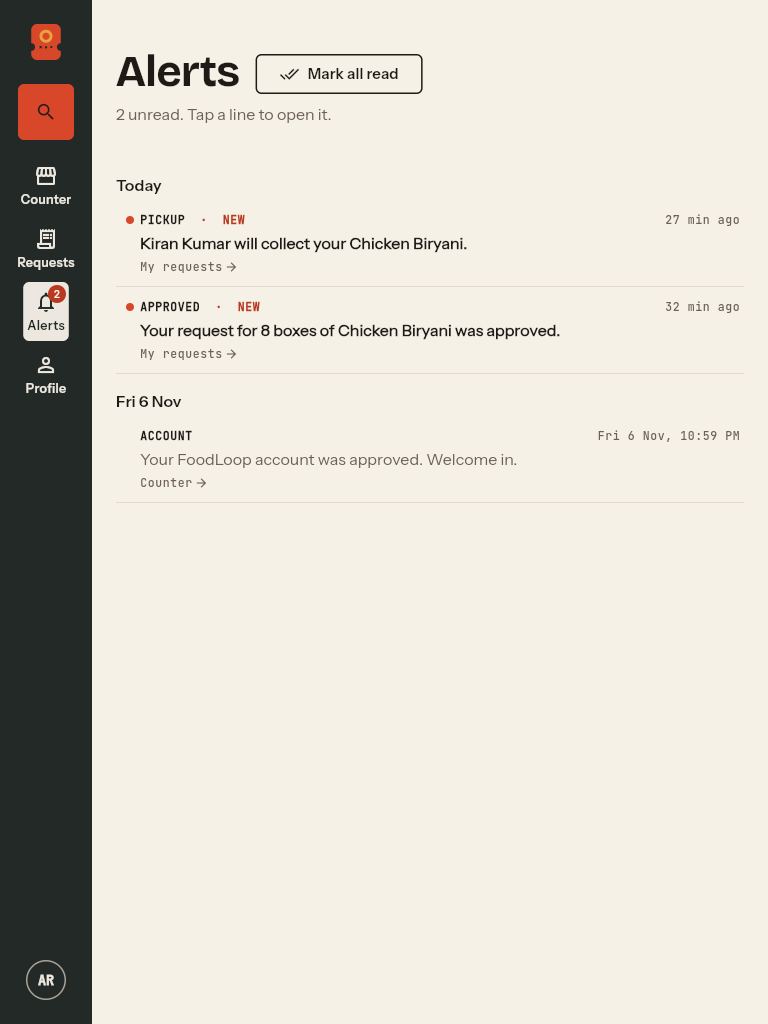 Alerts
Mark all read
2 unread. Tap a line to open it.
Counter
Requests
2
Alerts
Profile
AR
Today
PICKUP · NEW 27 min ago
Kiran Kumar will collect your Chicken Biryani.
My requests →
APPROVED · NEW 32 min ago
Your request for 8 boxes of Chicken Biryani was approved.
My requests →
Fri 6 Nov
ACCOUNT Fri 6 Nov, 10:59 PM
Your FoodLoop account was approved. Welcome in.
Counter →